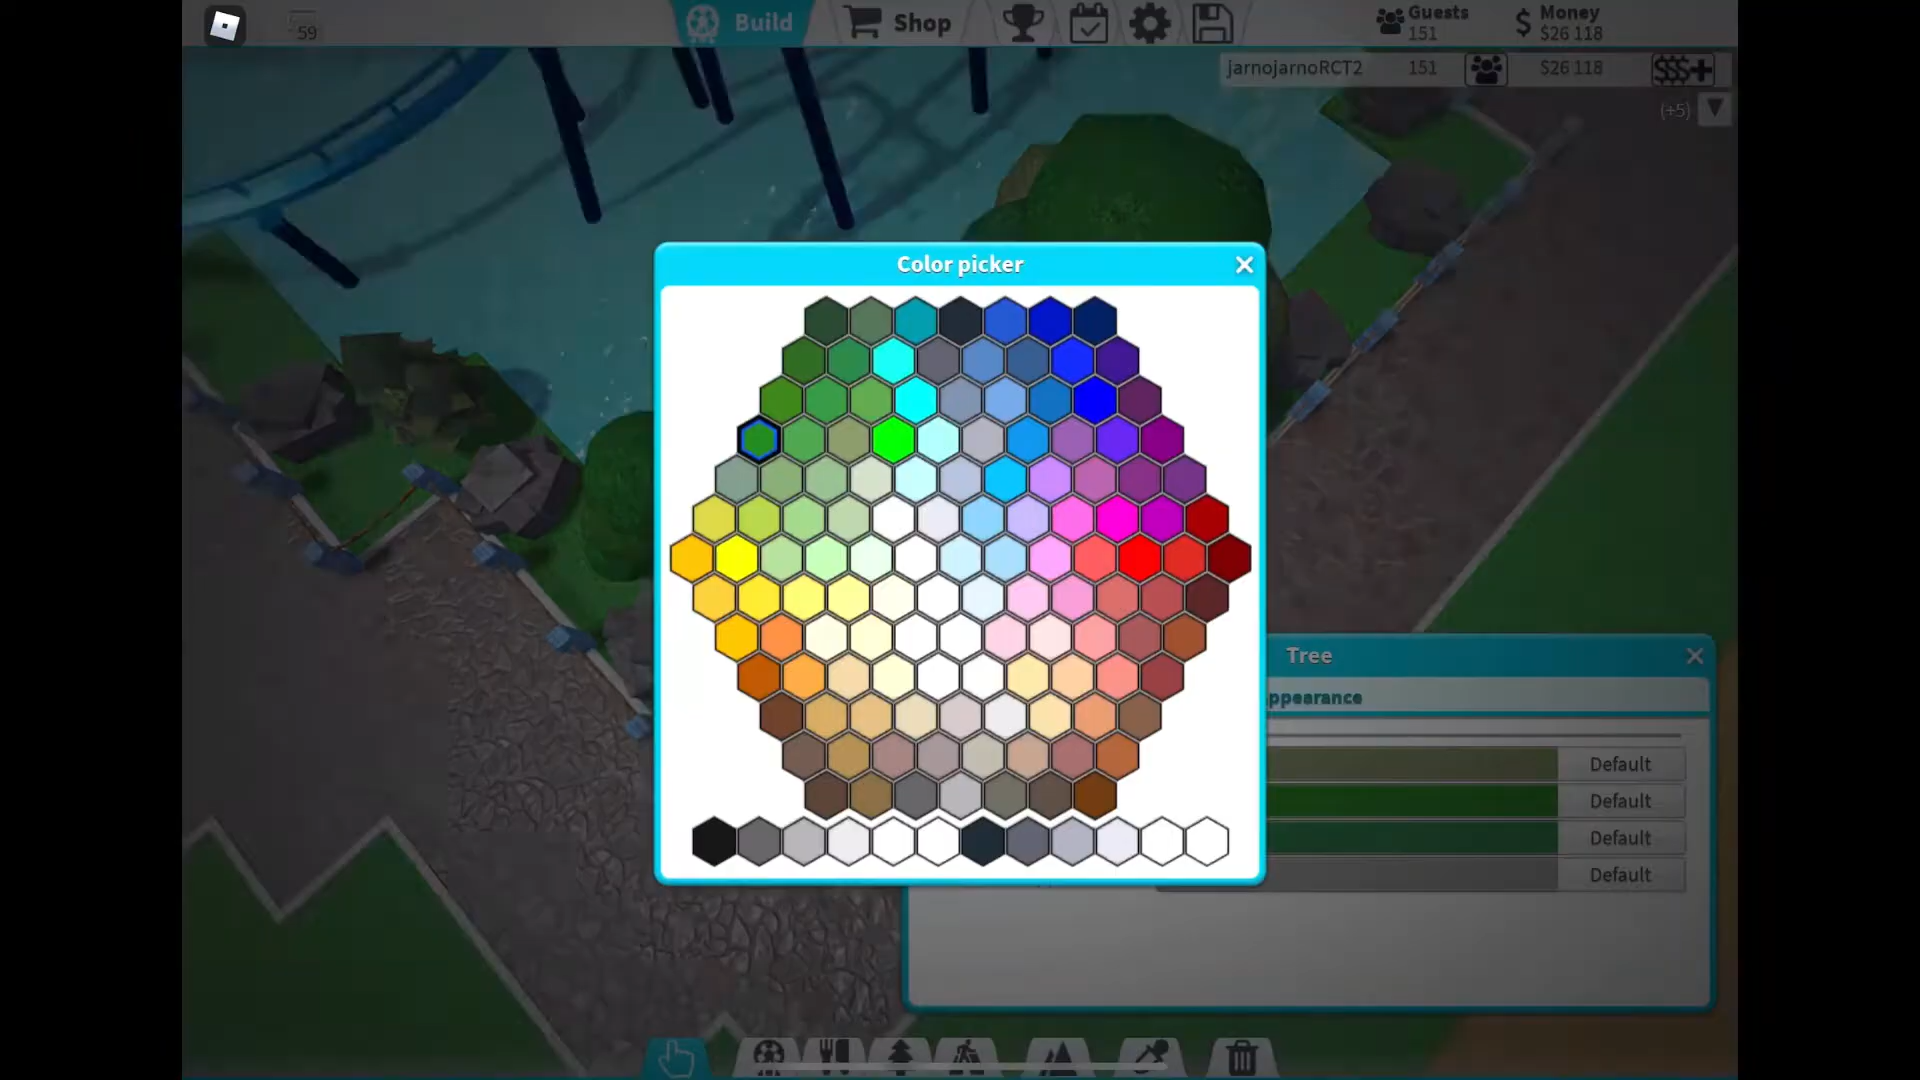 59
Build
Shop
Guests
151
Money
$26 118
jarnojarnoRCT2 151 $26 118 $$$+
(+5)
Color picker
Tree
ppearance
Default
Default
Default
Default